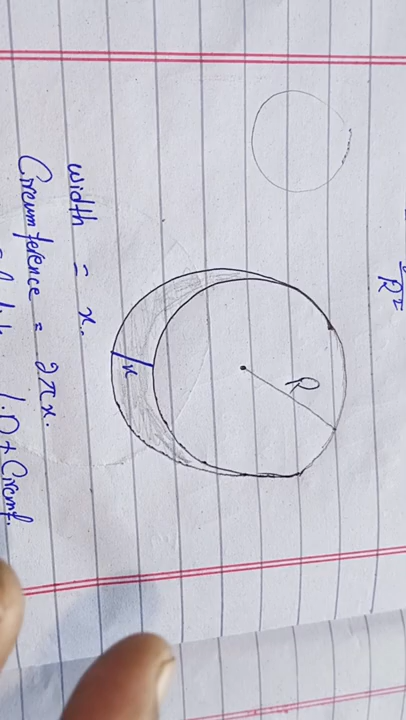 R²
R
x
width = x.
Circumference = 2πx.